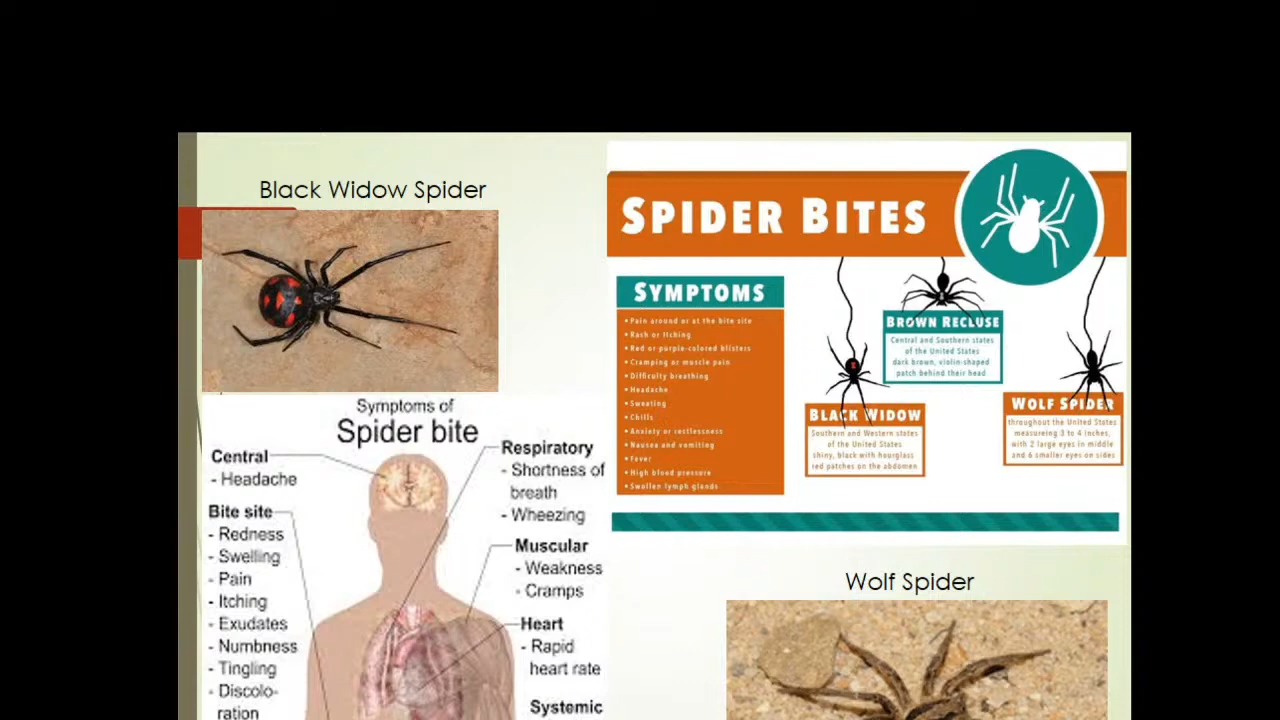 Black Widow Spider
Symptoms of
Spider bite
Central
- Headache
Bite site
- Redness
- Swelling
- Pain
- Itching
- Exudates
- Numbness
- Tingling
- Discolo-
ration
Respiratory
- Shortness of
breath
- Wheezing
Muscular
- Weakness
- Cramps
Heart
- Rapid
heart rate
Systemic
SPIDER BITES
SYMPTOMS
• Pain around or at the bite site
• Rash or Itching
• Red or purple-colored blisters
• Cramping or muscle pain
• Difficulty breathing
• Headache
• Sweating
• Chills
• Anxiety or restlessness
• Nausea and vomiting
• Fever
• High blood pressure
• Swollen lymph glands
BROWN RECLUSE
Central and Southern states
of the United States
dark brown, violin-shaped
patch behind their head
BLACK WIDOW
Southern and Western states
of the United States
shiny, black with hourglass
red patches on the abdomen
WOLF SPIDER
throughout the United States
measureing 3 to 4 inches,
with 2 large eyes in middle
and 6 smaller eyes on sides
Wolf Spider